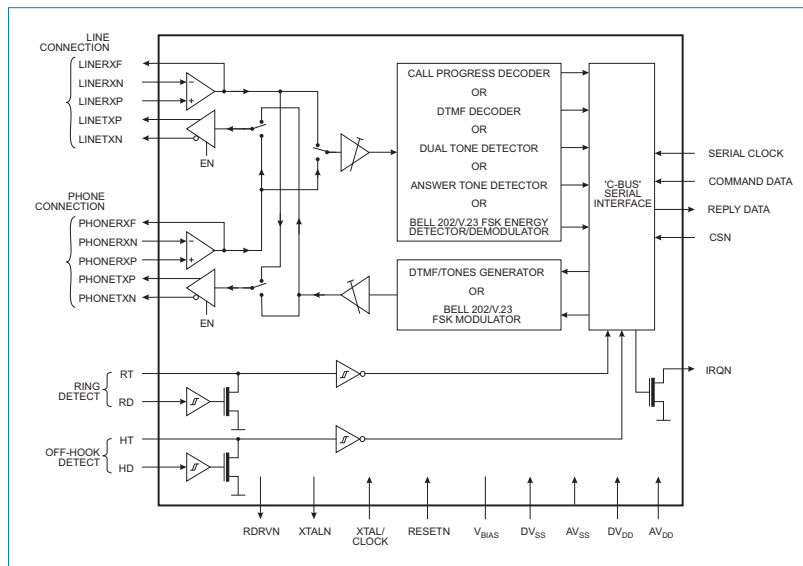 LINE
CONNECTION
LINERXF
LINERXN
LINERXP
LINETXP
LINETXN
−
+
EN
PHONE
CONNECTION
PHONERXF
PHONERXN
PHONERXP
PHONETXP
PHONETXN
−
+
EN
CALL PROGRESS DECODER
OR
DTMF DECODER
OR
DUAL TONE DETECTOR
OR
ANSWER TONE DETECTOR
OR
BELL 202/V.23 FSK ENERGY
DETECTOR/DEMODULATOR
DTMF/TONES GENERATOR
OR
BELL 202/V.23
FSK MODULATOR
'C-BUS'
SERIAL
INTERFACE
SERIAL CLOCK
COMMAND DATA
REPLY DATA
CSN
IRQN
RING
DETECT
RT
RD
OFF-HOOK
DETECT
HT
HD
RDRVN
XTALN
XTAL/
CLOCK
RESETN
VBIAS
DVSS
AVSS
DVDD
AVDD